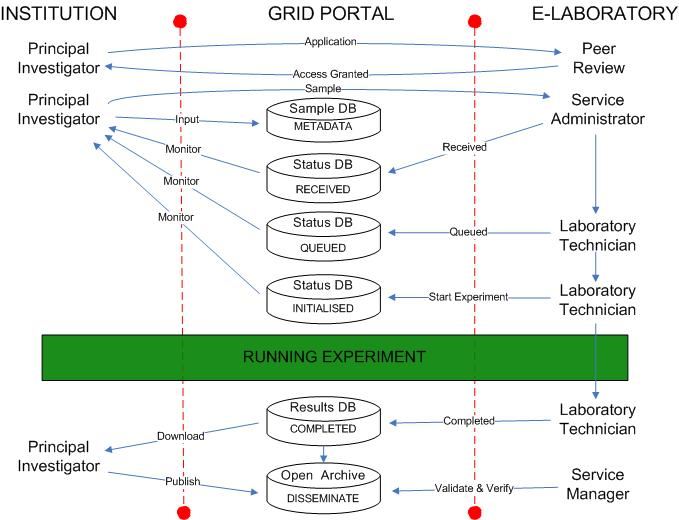 INSTITUTION GRID PORTAL E-LABORATORY
Principal
Investigator
Application
Peer
Review
Access Granted
Principal
Investigator
Sample
Service
Administrator
Input
Sample DB
METADATA
Monitor
Received
Status DB
RECEIVED
Monitor
Status DB
QUEUED
Queued
Laboratory
Technician
Monitor
Status DB
INITIALISED
Start Experiment
Laboratory
Technician
RUNNING EXPERIMENT
Results DB
COMPLETED
Completed
Laboratory
Technician
Download
Principal
Investigator
Publish
Open Archive
DISSEMINATE
Validate & Verify
Service
Manager